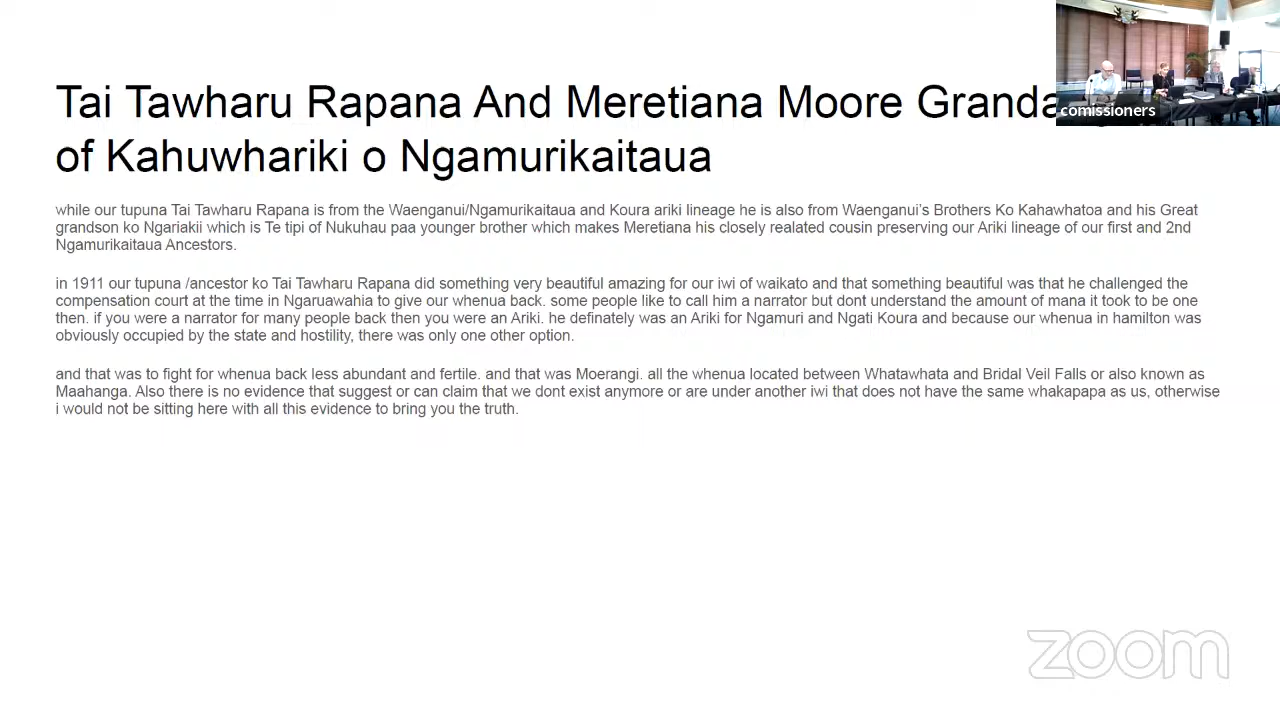 Tai Tawharu Rapana And Meretiana Moore
of Kahuwhariki o Ngamurikaitaua
comissioners
while our tupuna Tai Tawharu Rapana is from the Waenganui/Ngamurikaitaua and Koura ariki lineage he is also from Waenganui’s Brothers Ko Kahawhatoa and his Great
grandson ko Ngariakii which is Te tipi of Nukuhau paa younger brother which makes Meretiana his closely realated cousin preserving our Ariki lineage of our first and 2nd
Ngamurikaitaua Ancestors.
in 1911 our tupuna /ancestor ko Tai Tawharu Rapana did something very beautiful amazing for our iwi of waikato and that something beautiful was that he challenged the
compensation court at the time in Ngaruawahia to give our whenua back. some people like to call him a narrator but dont understand the amount of mana it took to be one
then. if you were a narrator for many people back then you were an Ariki. he definately was an Ariki for Ngamuri and Ngati Koura and because our whenua in hamilton was
obviously occupied by the state and hostility, there was only one other option.
and that was to fight for whenua back less abundant and fertile. and that was Moerangi. all the whenua located between Whatawhata and Bridal Veil Falls or also known as
Maahanga. Also there is no evidence that suggest or can claim that we dont exist anymore or are under another iwi that does not have the same whakapapa as us, otherwise
i would not be sitting here with all this evidence to bring you the truth.
zoom